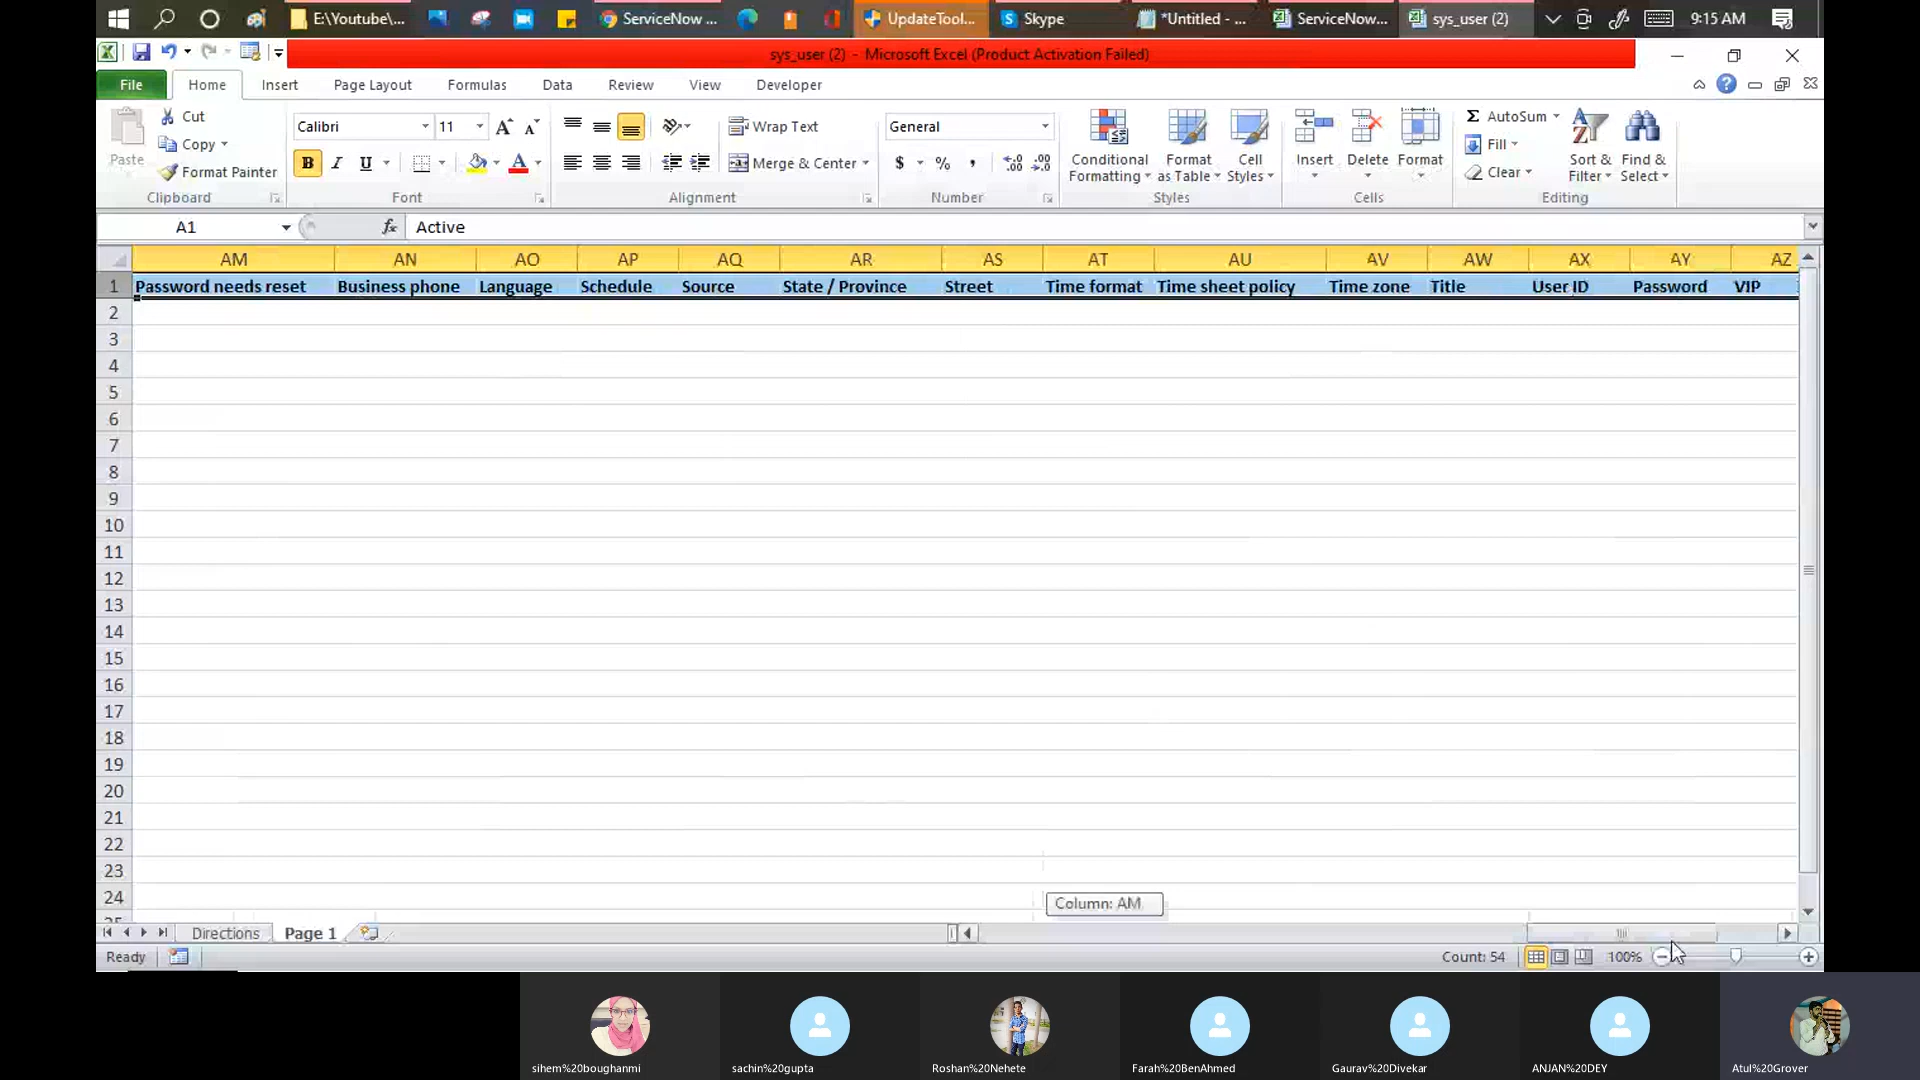 E:\Youtube\...
ServiceNow ...
UpdateTool...
Skype
*Untitled - ...
ServiceNow...
sys_user (2)
9:15 AM
sys_user (2) - Microsoft Excel (Product Activation Failed)
File Home Insert Page Layout Formulas Data Review View Developer
Paste
Cut
Copy
Format Painter
Clipboard
Calibri 11
B I U
Font
Wrap Text
Merge & Center
Alignment
General
$ % ,
Number
Conditional Formatting
Format as Table
Cell Styles
Styles
Insert Delete Format
Cells
Σ AutoSum
Fill
Clear
Sort & Filter
Find & Select
Editing
A1 fx Active
AM AN AO AP AQ AR AS AT AU AV AW AX AY AZ
1 Password needs reset Business phone Language Schedule Source State / Province Street Time format Time sheet policy Time zone Title User ID Password VIP
2
3
4
5
6
7
8
9
10
11
12
13
14
15
16
17
18
19
20
21
22
23
24
25
Column: AM
Directions Page 1
Ready Count: 54 100%
sihem%20boughanmi
sachin%20gupta
Roshan%20Nehete
Farah%20BenAhmed
Gaurav%20Divekar
ANJAN%20DEY
Atul%20Grover